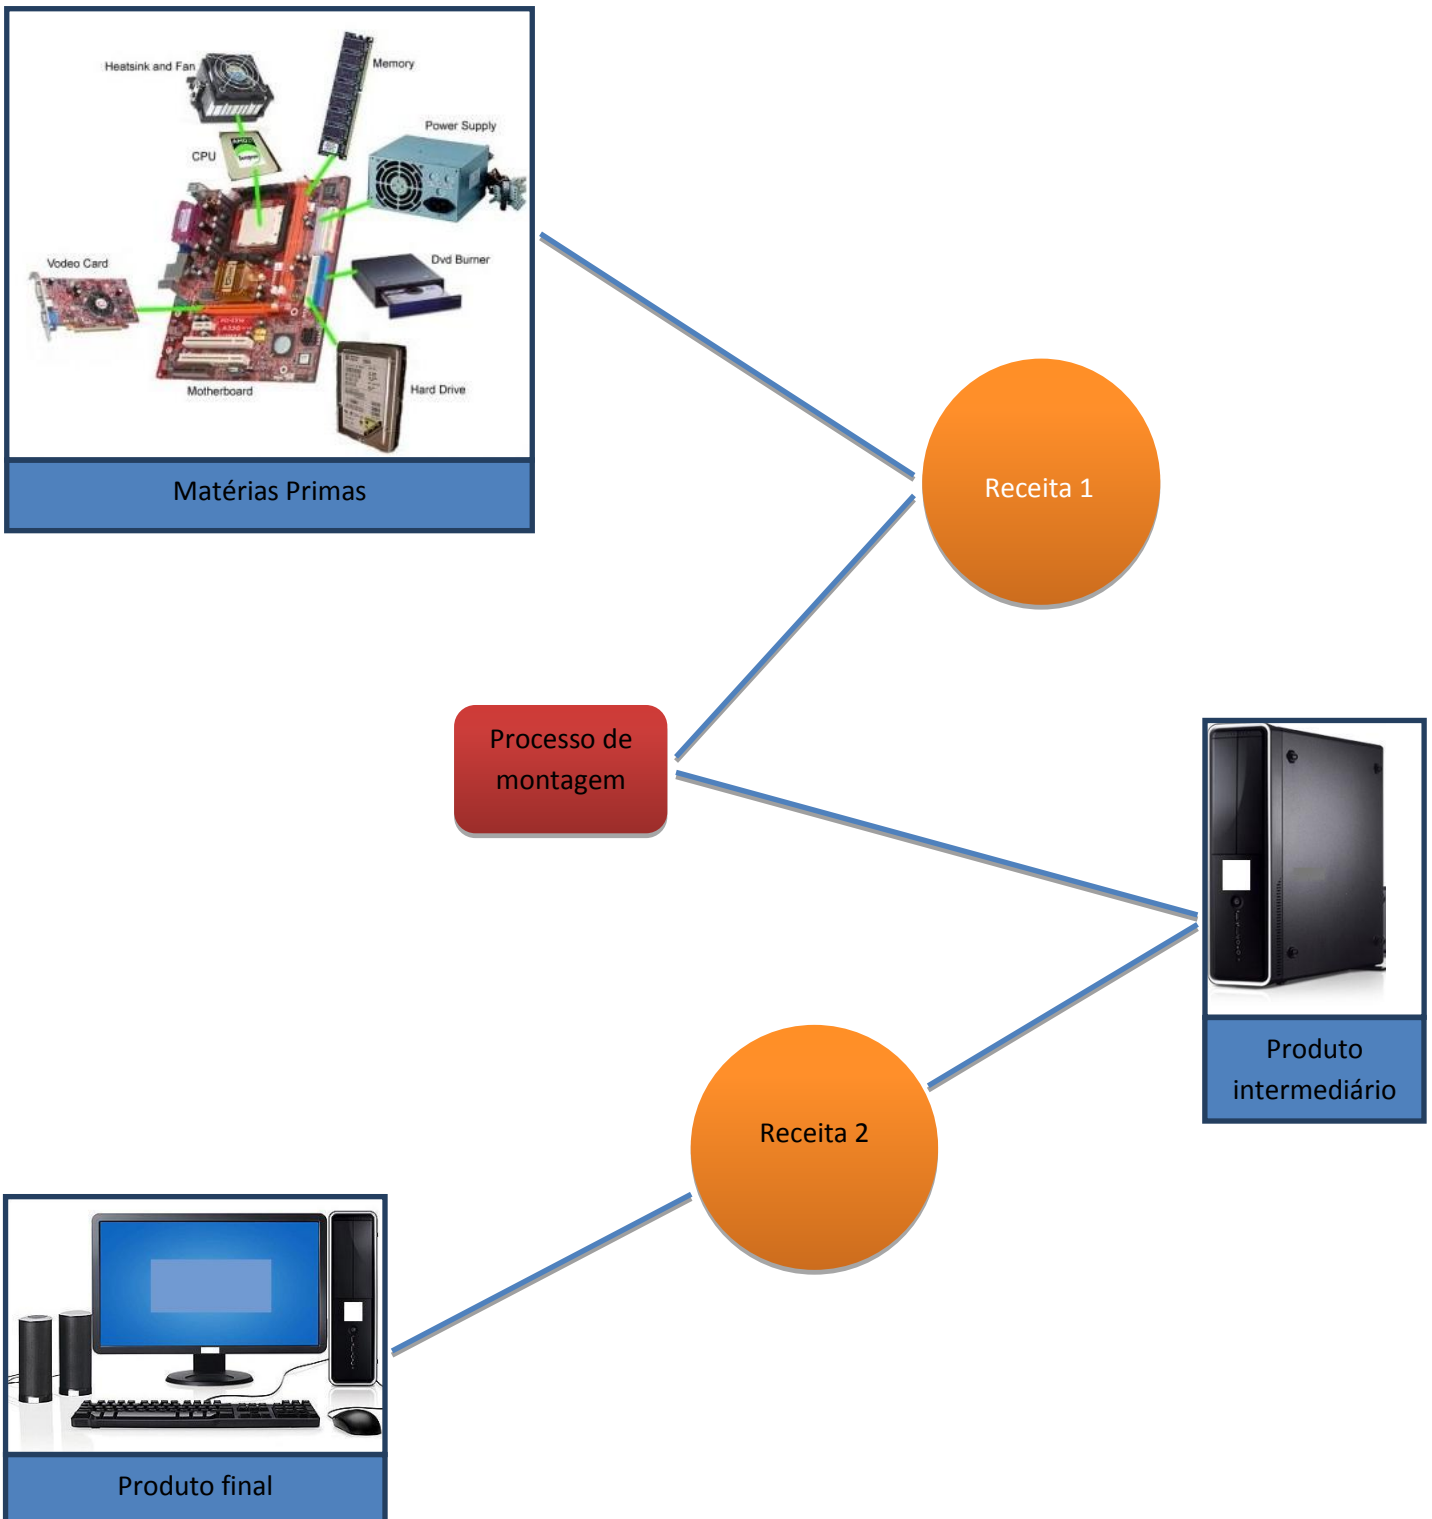 Heatsink and Fan
Memory
Power Supply
CPU
Dvd Burner
Vodeo Card
Hard Drive
Motherboard
Matérias Primas
Receita 1
Processo de
montagem
Produto
intermediário
Receita 2
Produto final